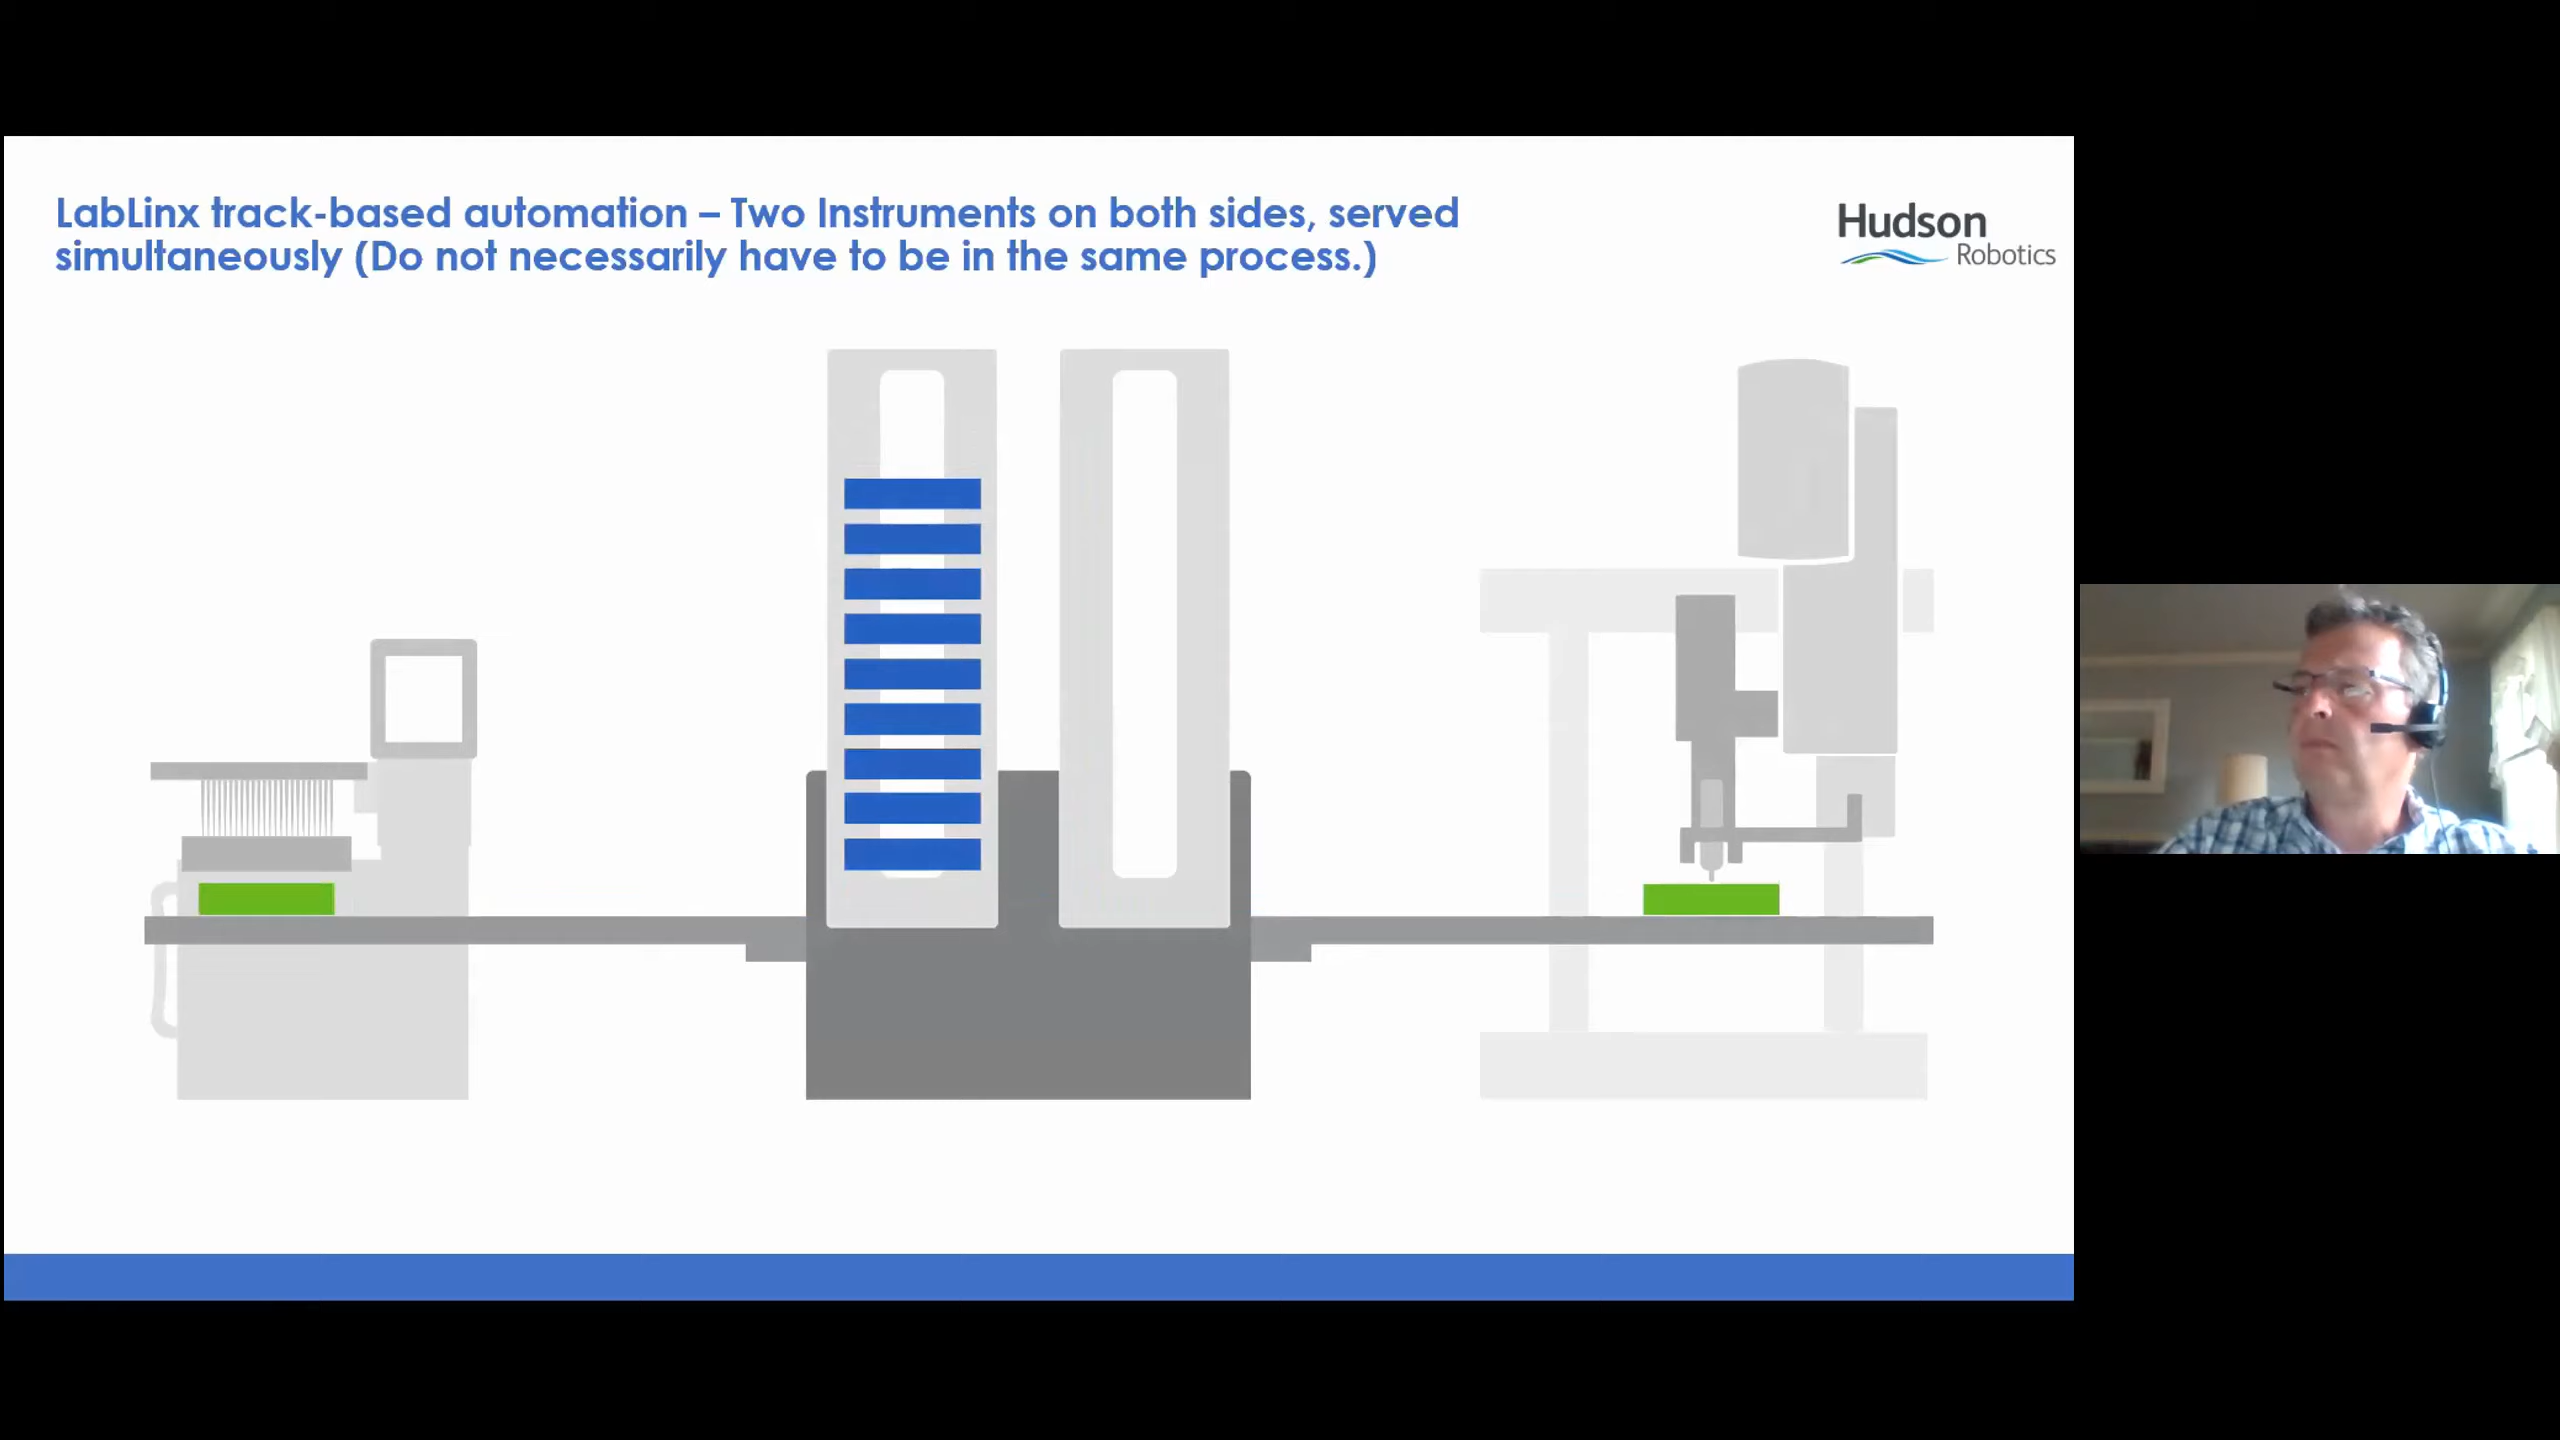 LabLinx track-based automation – Two Instruments on both sides, served
simultaneously (Do not necessarily have to be in the same process.)
Hudson
Robotics